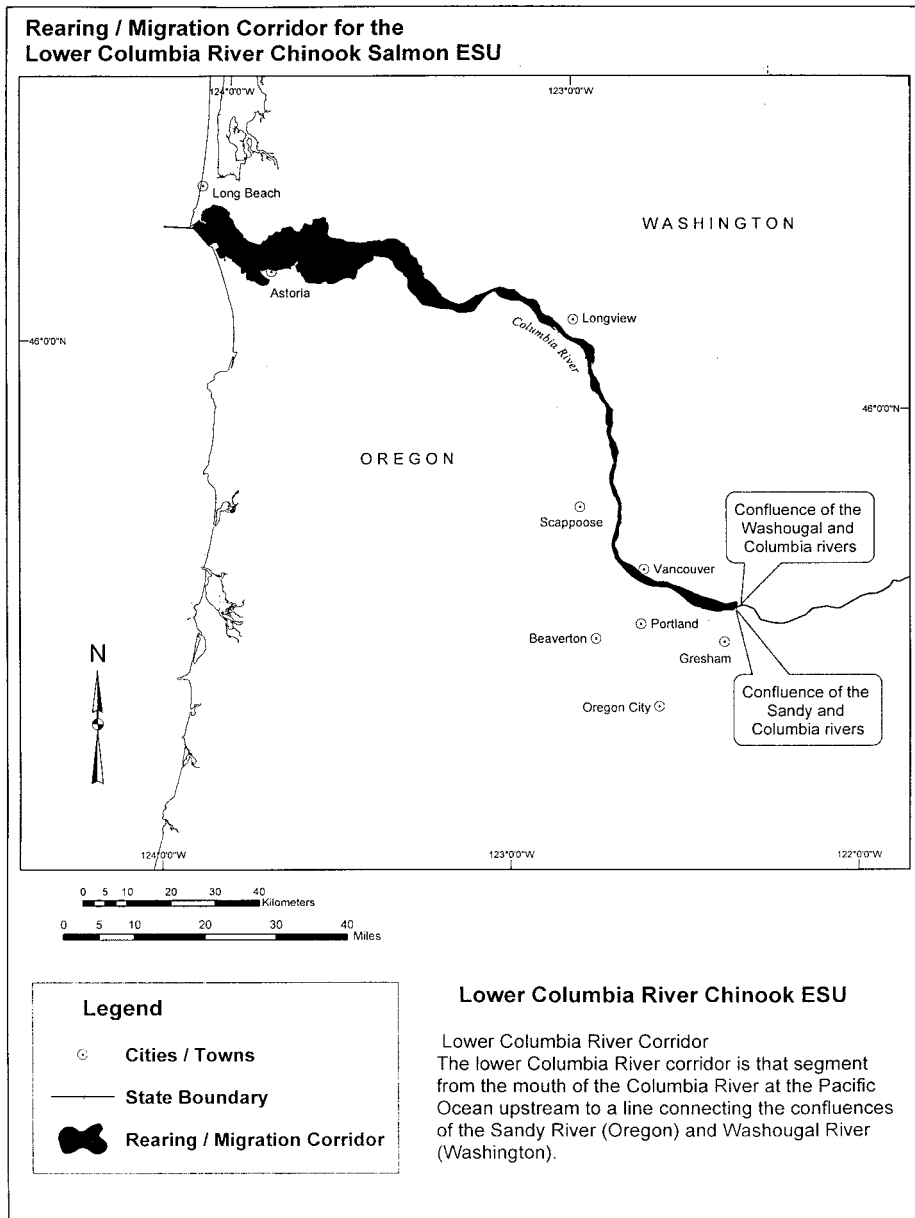 Rearing / Migration Corridor for the
Lower Columbia River Chinook Salmon ESU
124°0'0"W
123°0'0"W
Long Beach
WASHINGTON
Astoria
Longview
Columbia River
46°0'0"N
46°0'0"N
OREGON
Confluence of the
Washougal and
Columbia rivers
Scappoose
Vancouver
Portland
Beaverton
Gresham
N
Confluence of the
Sandy and
Columbia rivers
Oregon City
124°0'0"W
123°0'0"W
122°0'0"W
0 5 10 20 30 40
Kilometers
0 5 10 20 30 40
Miles
Legend
Cities / Towns
State Boundary
Rearing / Migration Corridor
Lower Columbia River Chinook ESU
Lower Columbia River Corridor
The lower Columbia River corridor is that segment
from the mouth of the Columbia River at the Pacific
Ocean upstream to a line connecting the confluences
of the Sandy River (Oregon) and Washougal River
(Washington).